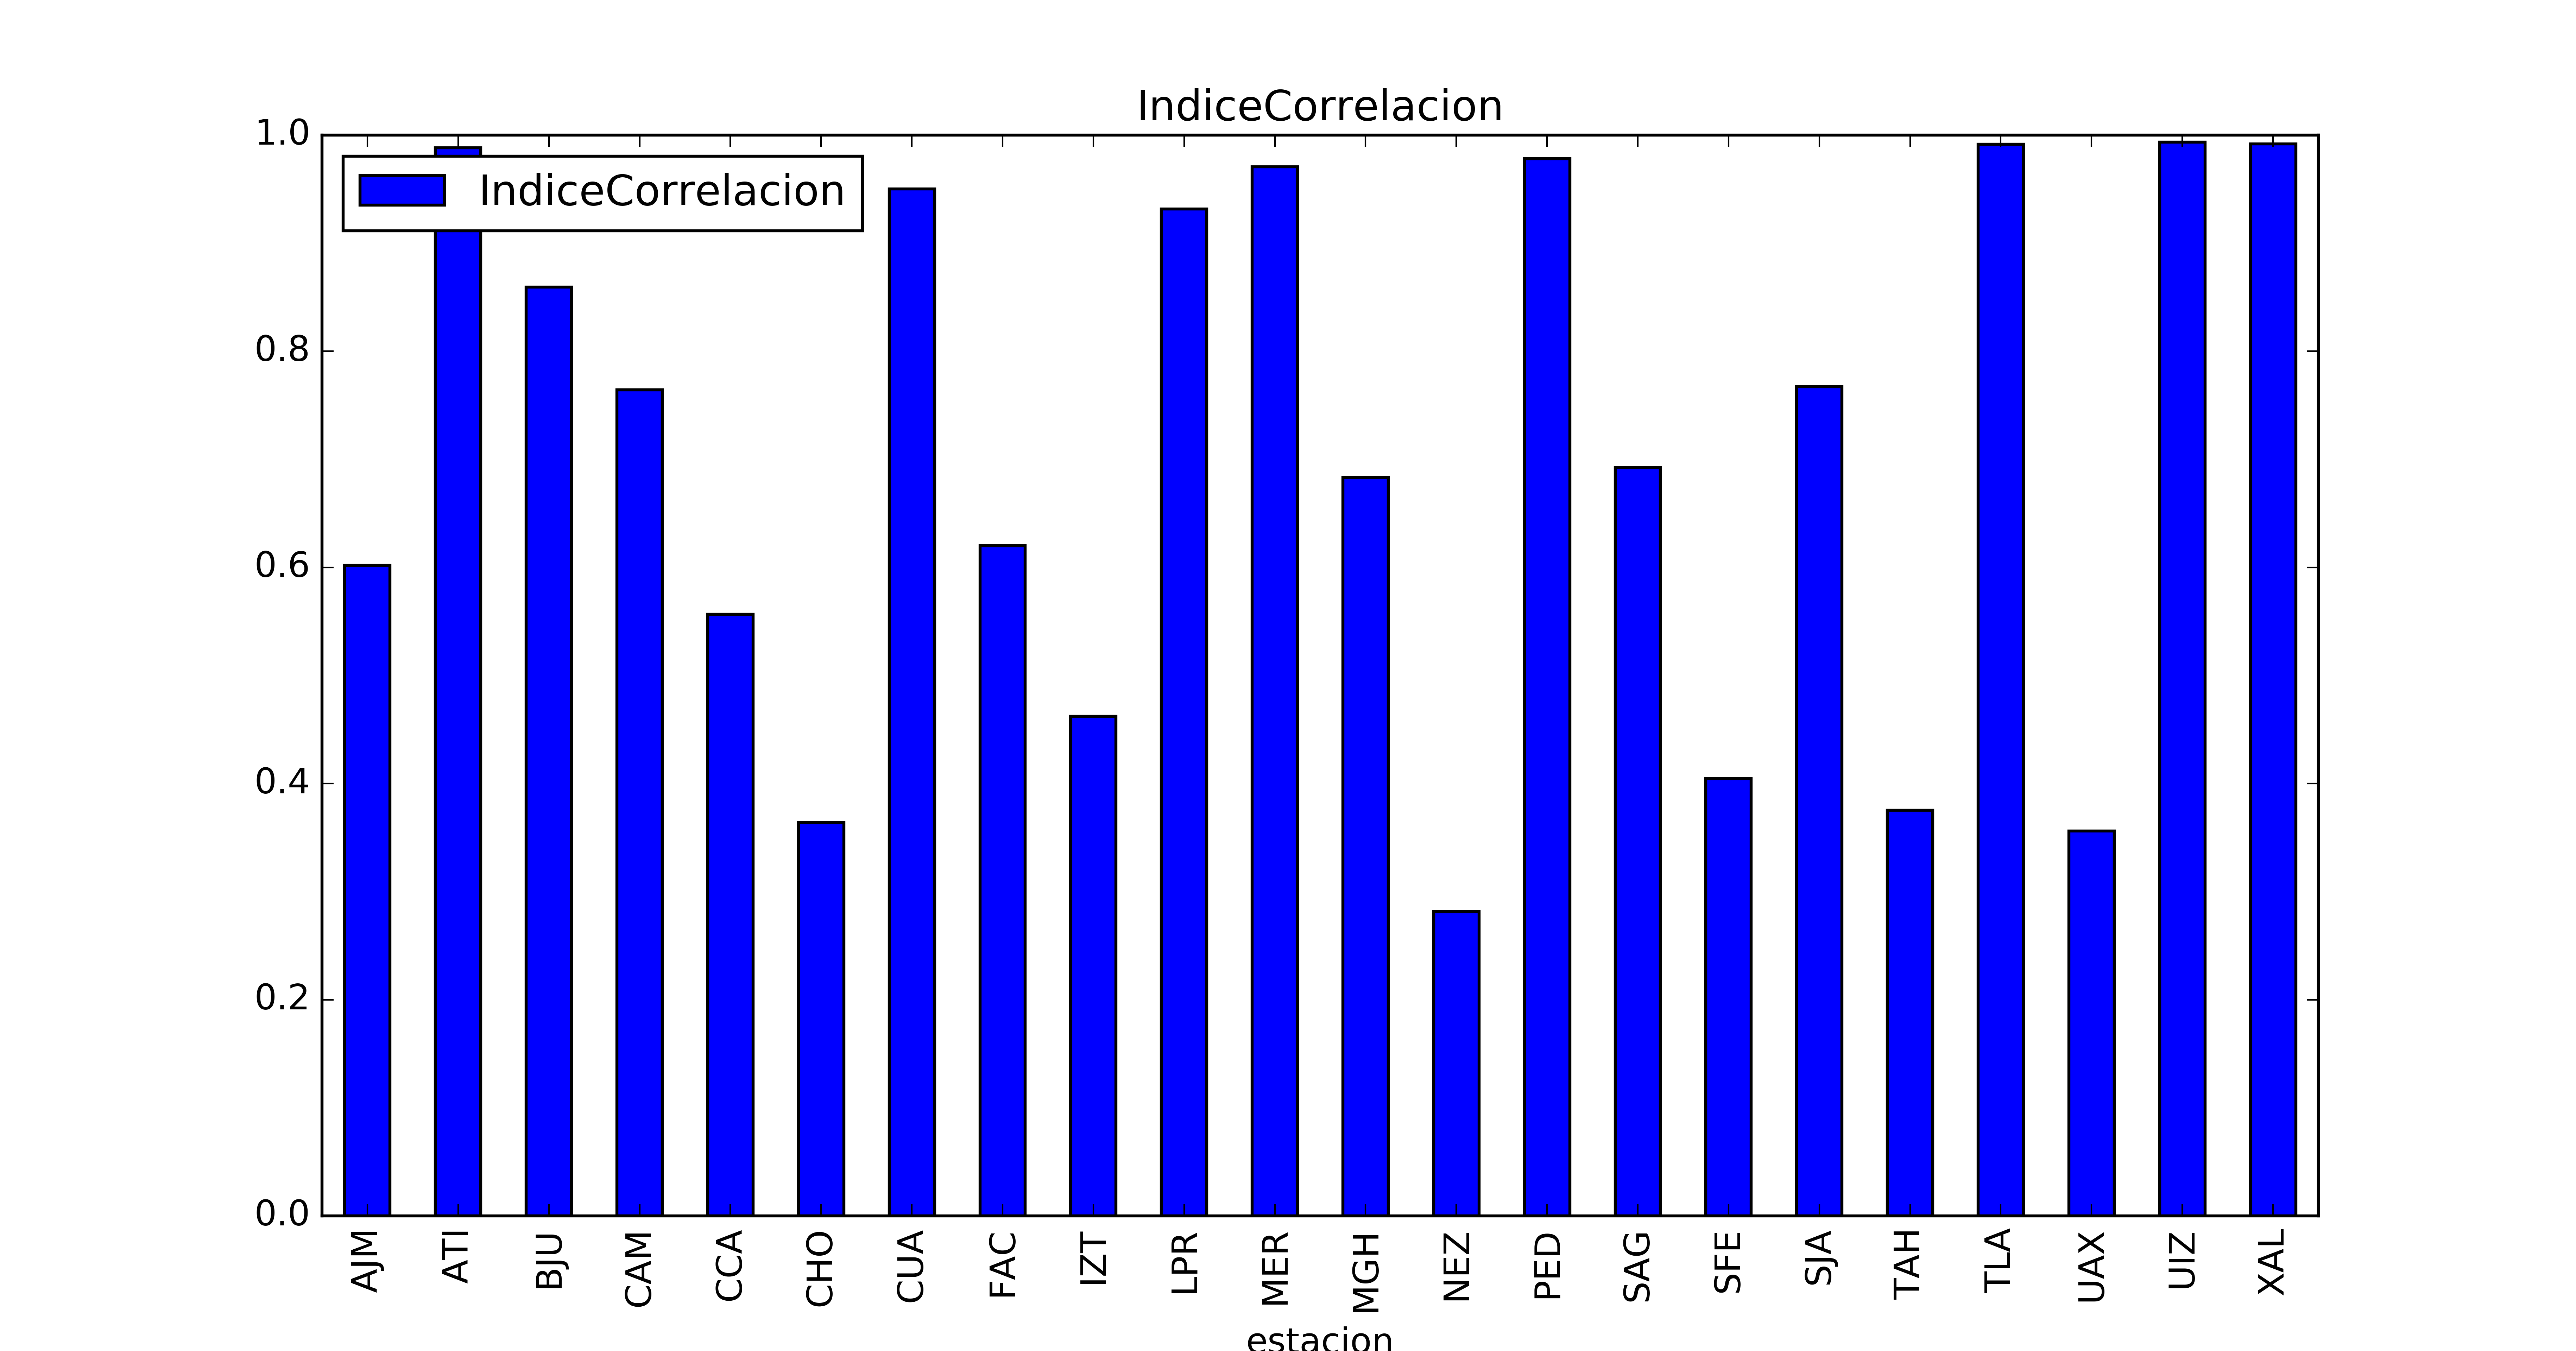 IndiceCorrelacion
1.0
IndiceCorrelacion
0.8
0.6
0.4
0.2
0.0
AJM
ATI
BJU
CAM
CCA
CHO
CUA
FAC
IZT
LPR
MER
MGH
NEZ
PED
SAG
SFE
SJA
TAH
TLA
UAX
UIZ
XAL
estacion